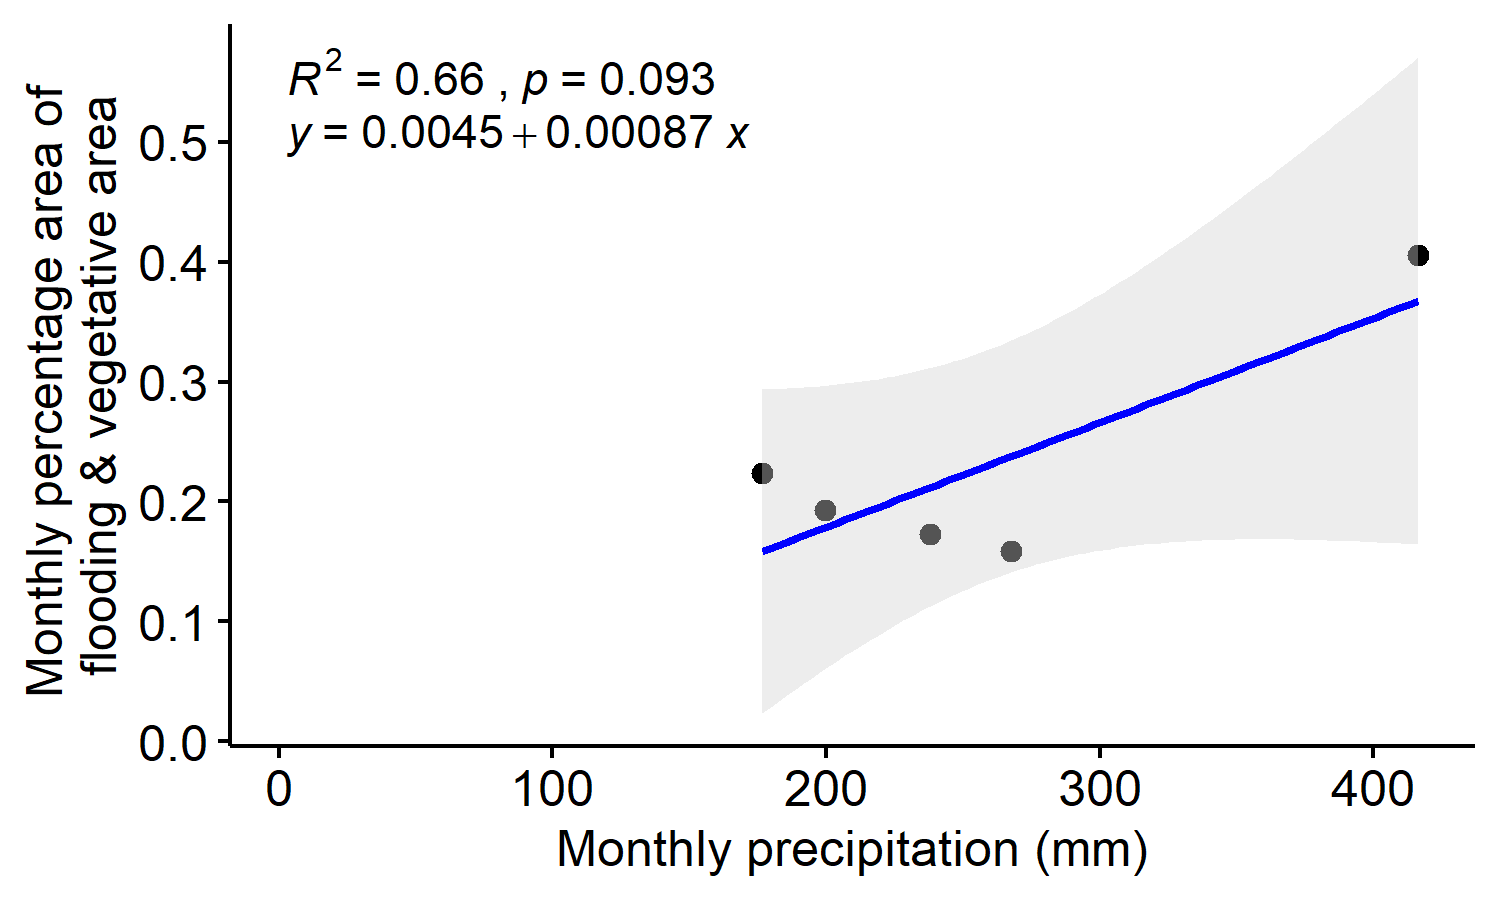 R² = 0.66 , p = 0.093
y = 0.0045 + 0.00087 x
Monthly percentage area of
flooding & vegetative area
0.5
0.4
0.3
0.2
0.1
0.0
0 100 200 300 400
Monthly precipitation (mm)